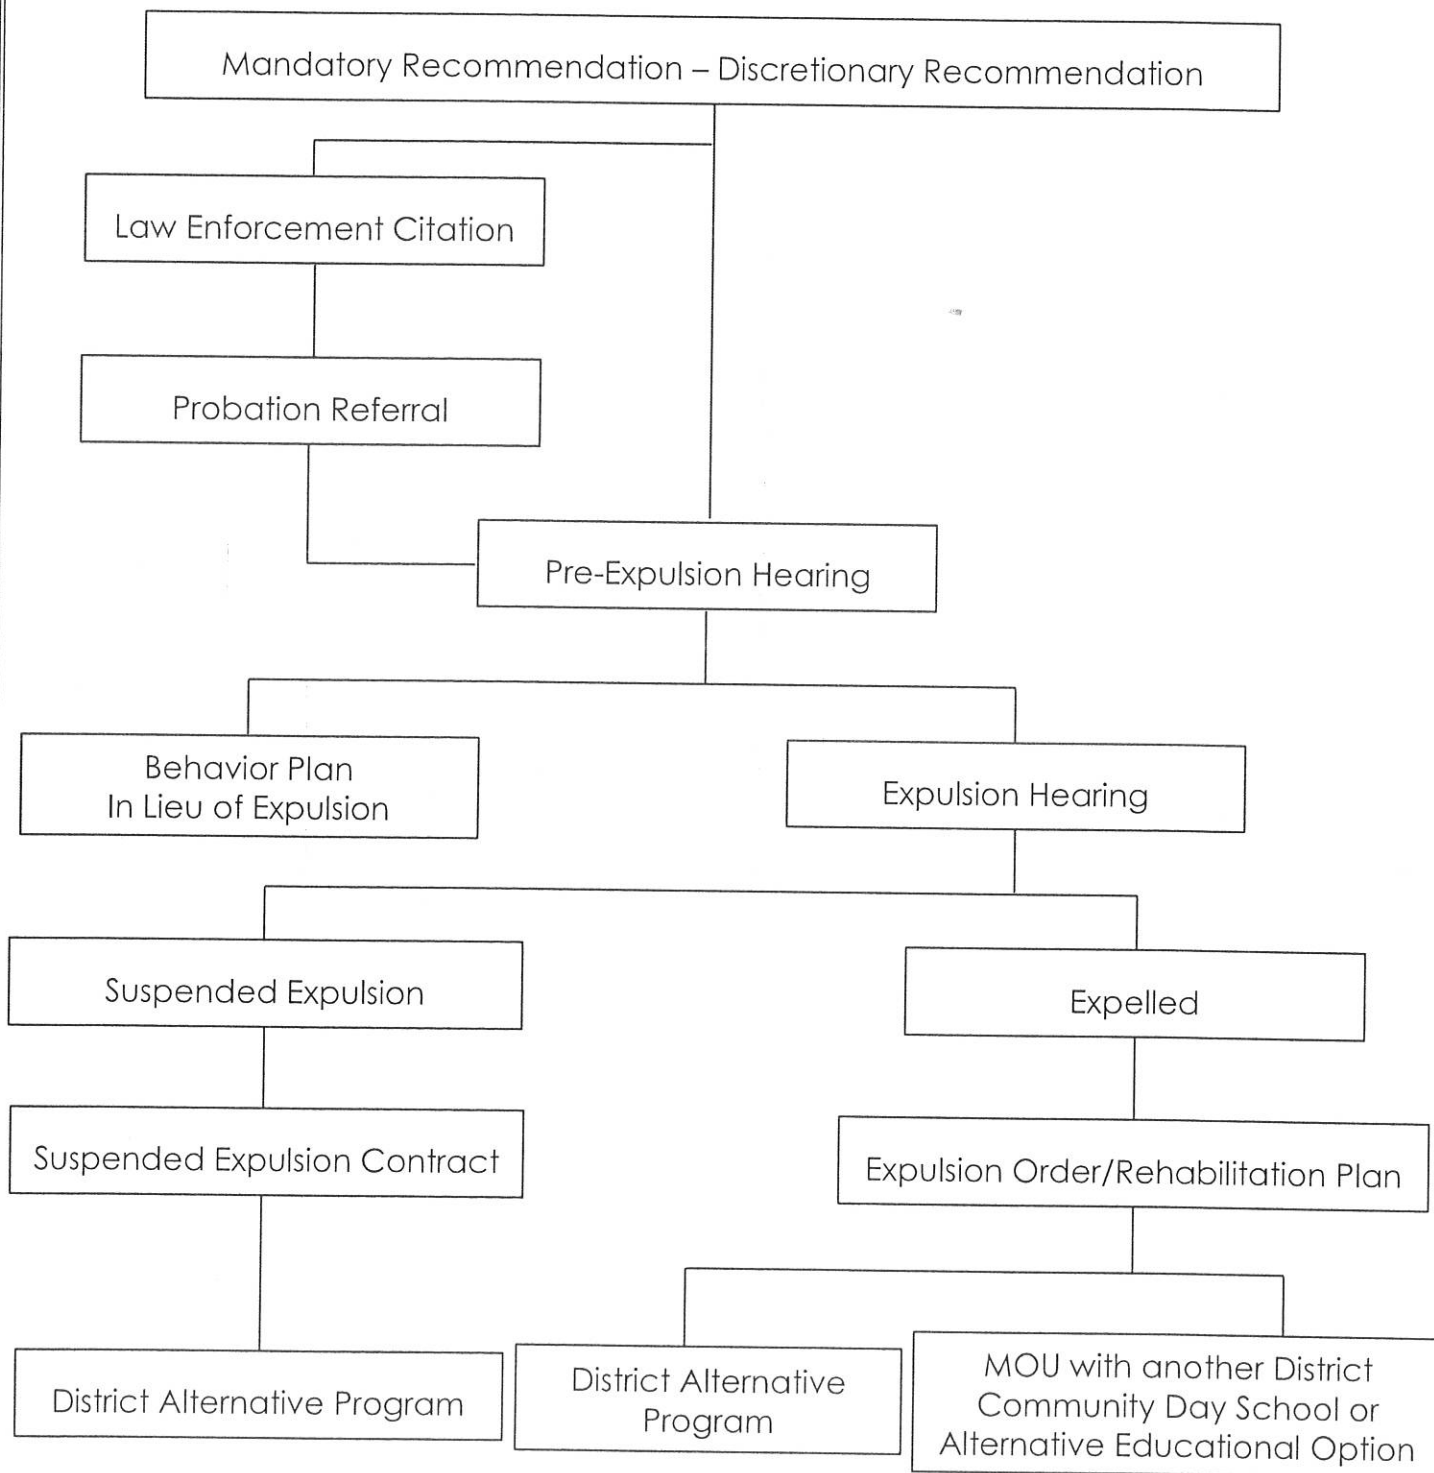 Mandatory Recommendation – Discretionary Recommendation
Law Enforcement Citation
Probation Referral
Pre-Expulsion Hearing
Behavior Plan
In Lieu of Expulsion
Expulsion Hearing
Suspended Expulsion
Expelled
Suspended Expulsion Contract
Expulsion Order/Rehabilitation Plan
District Alternative Program
District Alternative
Program
MOU with another District
Community Day School or
Alternative Educational Option